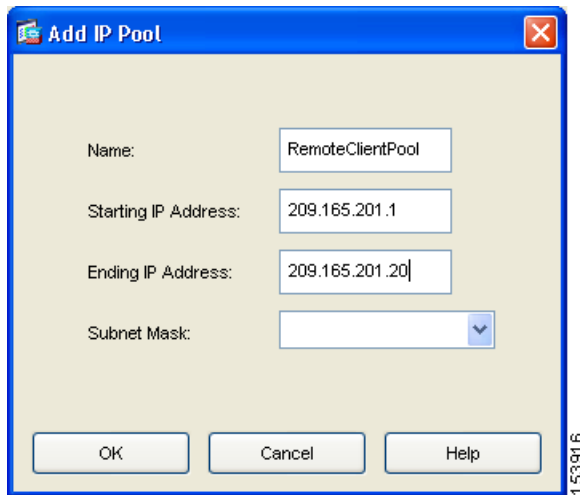 Add IP Pool
Name: RemoteClientPool
Starting IP Address: 209.165.201.1
Ending IP Address: 209.165.201.20
Subnet Mask:
OK Cancel Help
153916